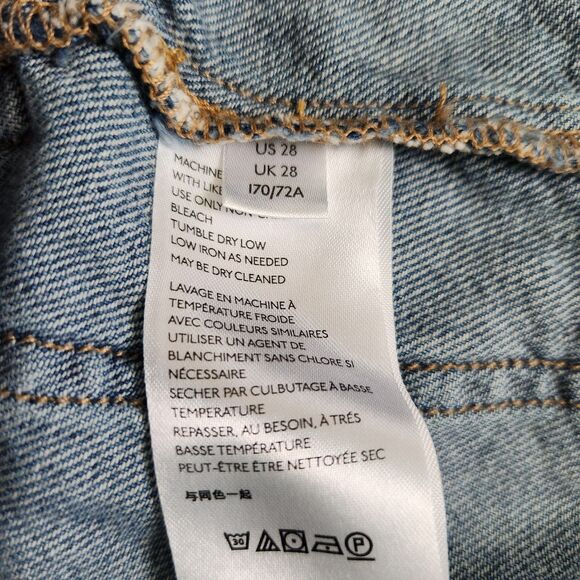 US 28
UK 28
170/72A
MACHINE
WITH LIKE
USE ONLY NON-
BLEACH
TUMBLE DRY LOW
LOW IRON AS NEEDED
MAY BE DRY CLEANED
LAVAGE EN MACHINE À
TEMPÉRATURE FROIDE
AVEC COULEURS SIMILAIRES
UTILISER UN AGENT DE
BLANCHIMENT SANS CHLORE SI
NÉCESSAIRE
SECHER PAR CULBUTAGE À BASSE
TEMPERATURE
REPASSER, AU BESOIN, À TRÉS
BASSE TEMPÉRATURE
PEUT-ÊTRE ÊTRE NETTOYÉE SEC
与同色一起
30 P